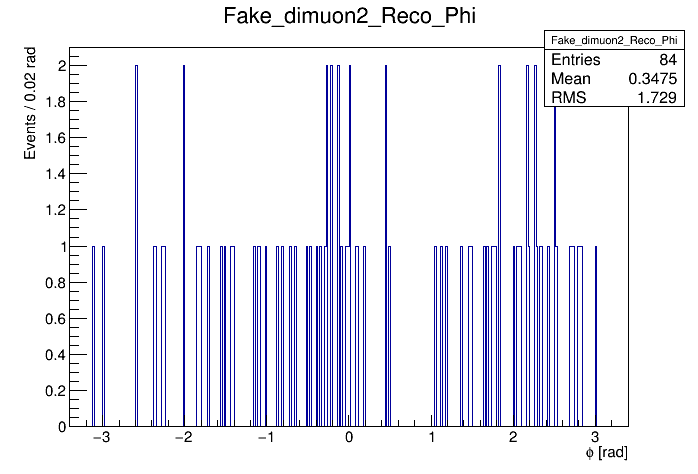 Fake_dimuon2_Reco_Phi
Fake_dimuon2_Reco_Phi
Entries 84
Mean 0.3475
RMS 1.729
Events / 0.02 rad
2
1.8
1.6
1.4
1.2
1
0.8
0.6
0.4
0.2
0
−3 −2 −1 0 1 2 3
ϕ [rad]